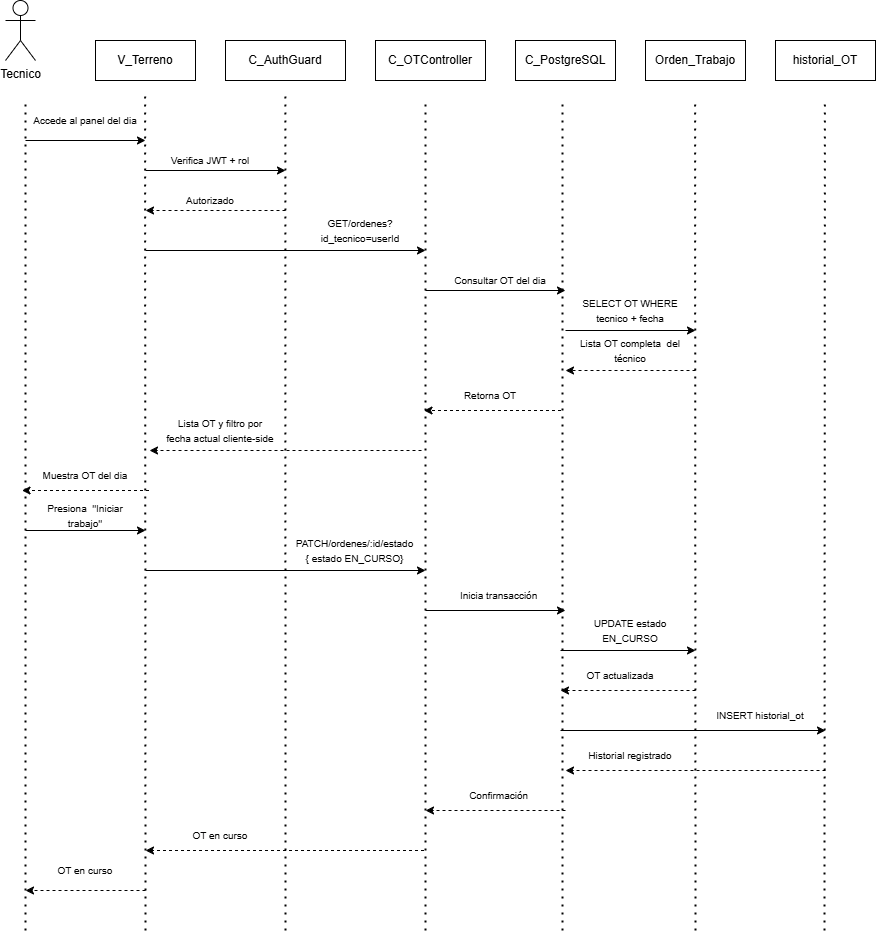 Tecnico
V_Terreno
C_AuthGuard
C_OTController
C_PostgreSQL
Orden_Trabajo
historial_OT
Accede al panel del dia
Verifica JWT + rol
Autorizado
GET/ordenes?
id_tecnico=userId
Consultar OT del dia
SELECT OT WHERE
tecnico + fecha
Lista OT completa del
técnico
Retorna OT
Lista OT y filtro por
fecha actual cliente-side
Muestra OT del dia
Presiona "Iniciar
trabajo"
PATCH/ordenes/:id/estado
{ estado EN_CURSO}
Inicia transacción
UPDATE estado
EN_CURSO
OT actualizada
INSERT historial_ot
Historial registrado
Confirmación
OT en curso
OT en curso